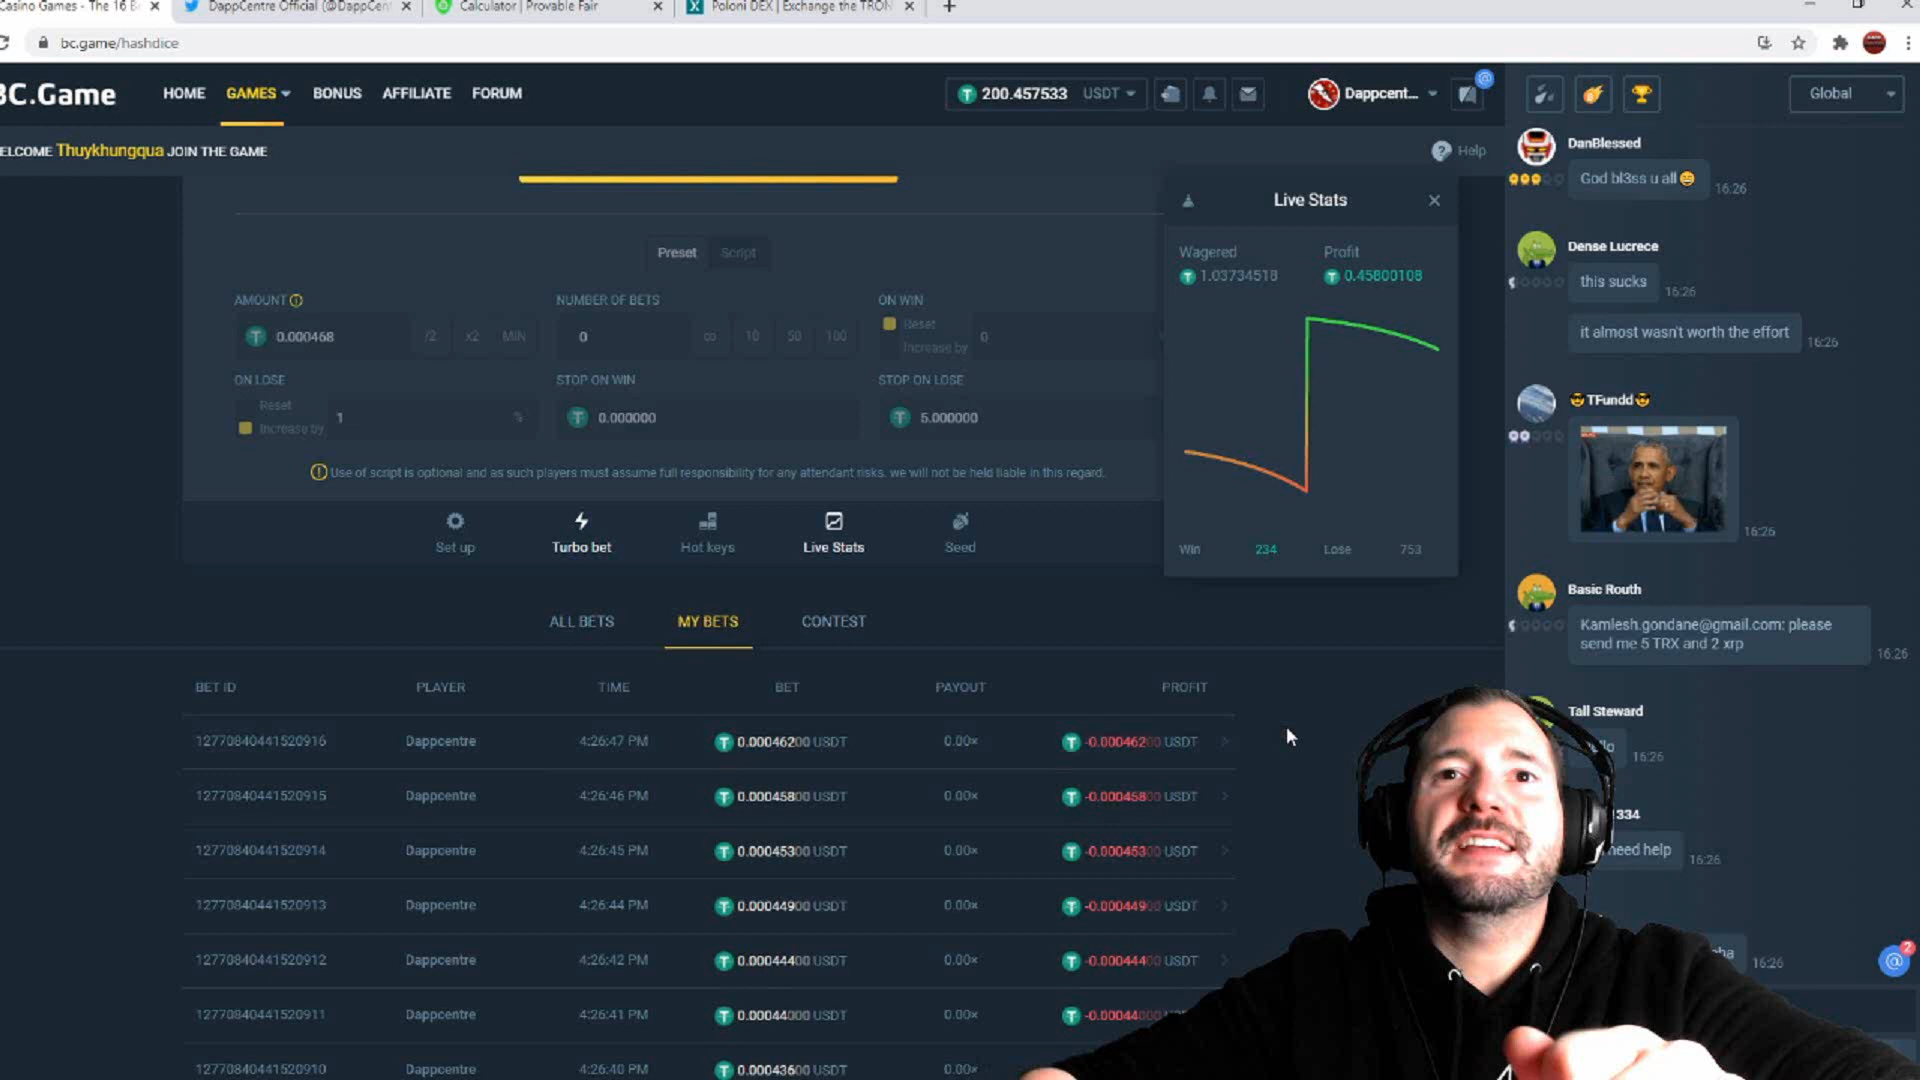 Casino Games - The 16 B
DappCentre Official (@DappCen
Calculator | Provable Fair
Poloni DEX | Exchange the TRON
bc.game/hashdice
BC.Game
HOME
GAMES
BONUS
AFFILIATE
FORUM
200.457533 USDT
Dappcent...
Global
ELCOME Thuykhungqua JOIN THE GAME
Help
Preset
Script
AMOUNT
0.000468
/2
x2
MIN
NUMBER OF BETS
0
∞
10
50
100
ON WIN
Reset
Increase by
0
ON LOSE
Reset
Increase by
1
%
STOP ON WIN
0.000000
STOP ON LOSE
5.000000
Use of script is optional and as such players must assume full responsibility for any attendant risks. we will not be held liable in this regard.
Set up
Turbo bet
Hot keys
Live Stats
Seed
Live Stats
Wagered
Profit
1.03734518
0.45800108
Win
234
Lose
753
ALL BETS
MY BETS
CONTEST
BET ID PLAYER TIME BET PAYOUT PROFIT
12770840441520916 Dappcentre 4:26:47 PM 0.00046200 USDT 0.00× -0.00046200 USDT
12770840441520915 Dappcentre 4:26:46 PM 0.00045800 USDT 0.00× -0.00045800 USDT
12770840441520914 Dappcentre 4:26:45 PM 0.00045300 USDT 0.00× -0.00045300 USDT
12770840441520913 Dappcentre 4:26:44 PM 0.00044900 USDT 0.00× -0.00044900 USDT
12770840441520912 Dappcentre 4:26:42 PM 0.00044400 USDT 0.00× -0.00044400 USDT
12770840441520911 Dappcentre 4:26:41 PM 0.00044000 USDT 0.00× -0.00044000
12770840441520910 Dappcentre 4:26:40 PM 0.00043600 USDT 0.00×
DanBlessed
God bl3ss u all😄
16:26
Dense Lucrece
this sucks
16:26
it almost wasn't worth the effort
16:26
😎TFundd😎
16:26
Basic Routh
Kamlesh.gondane@gmail.com: please
send me 5 TRX and 2 xrp
16:26
Tall Steward
16:26
334
need help
16:26
16:26
@
2